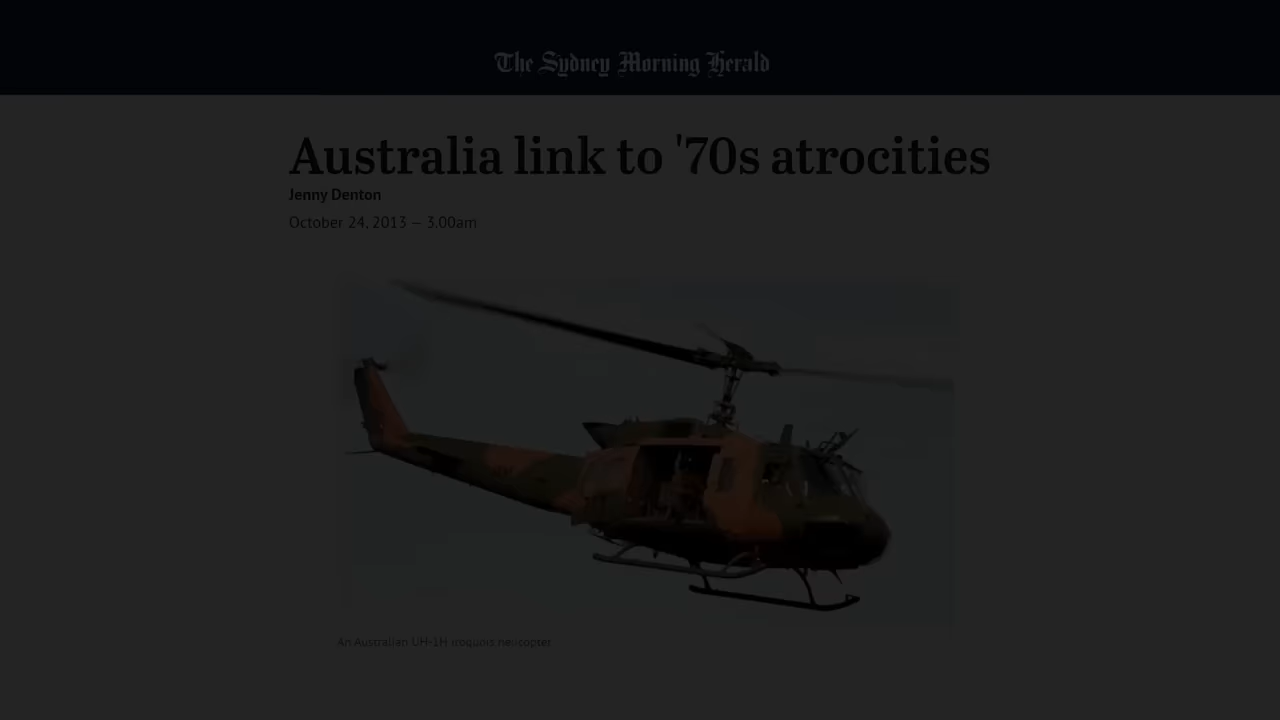 The Sydney Morning Herald
Australia link to '70s atrocities
Jenny Denton
October 24, 2013 — 3.00am
An Australian UH-1H Iroquois helicopter